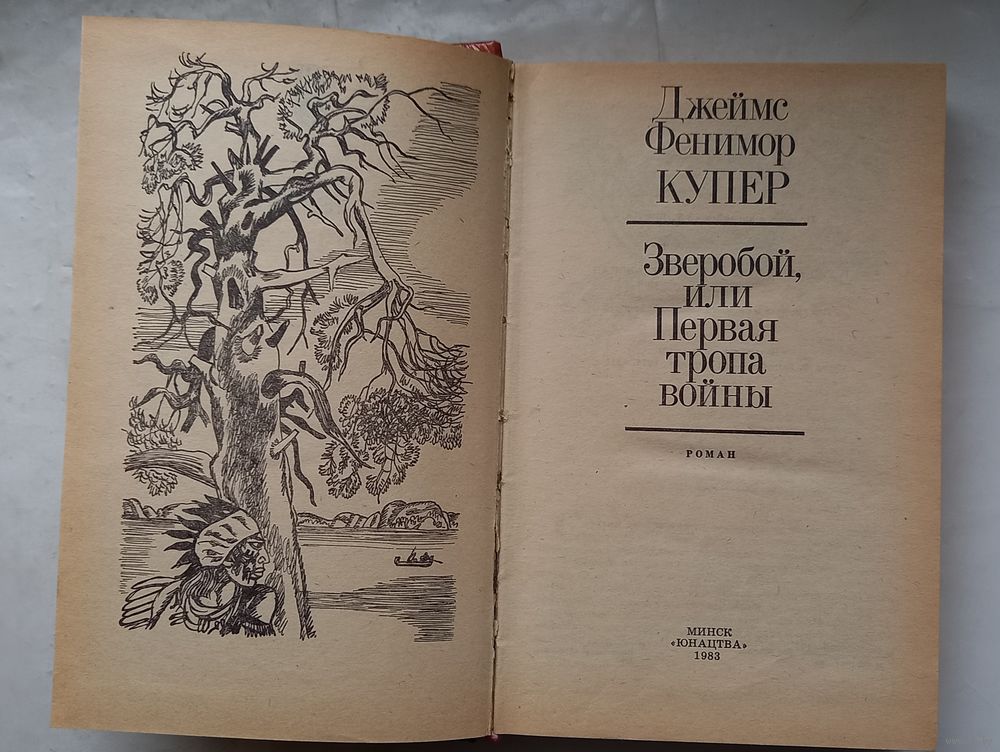 Джеймс
Фенимор
КУПЕР
Зверобой,
или
Первая
тропа
войны
РОМАН
МИНСК
«ЮНАЦТВА»
1983